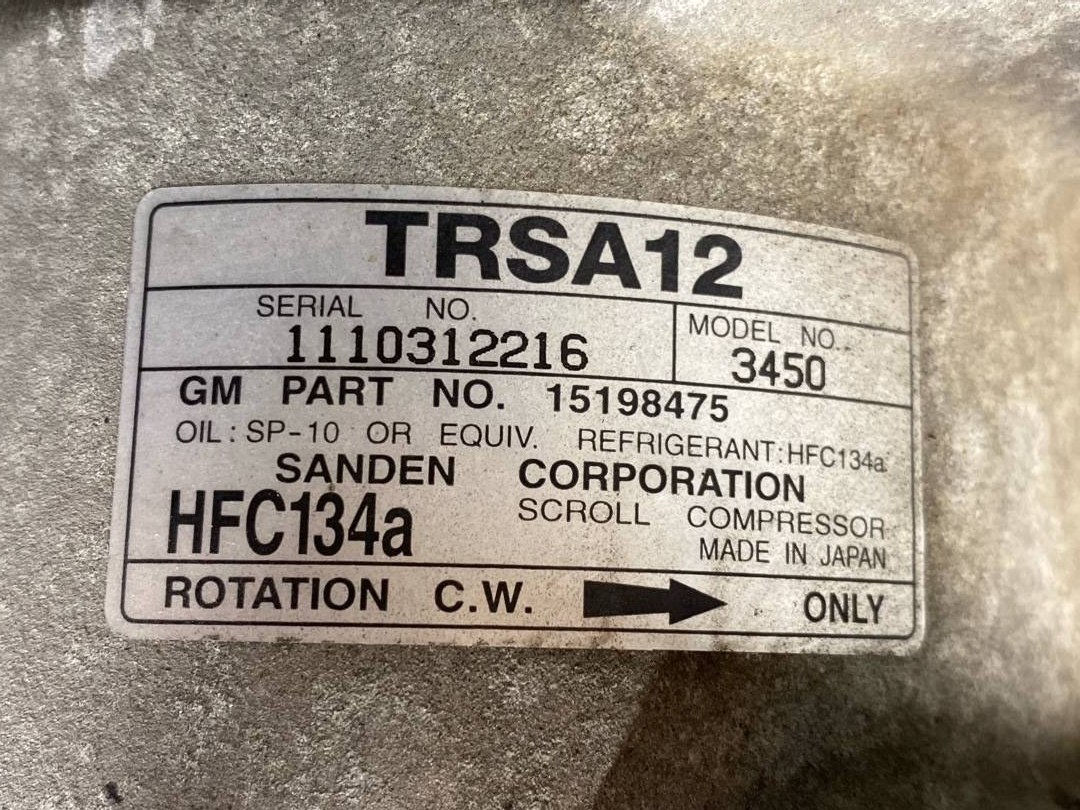 TRSA12
SERIAL NO.
1110312216
MODEL NO.
3450
GM PART NO. 15198475
OIL: SP-10 OR EQUIV. REFRIGERANT: HFC134a
SANDEN CORPORATION
HFC134a
SCROLL COMPRESSOR
MADE IN JAPAN
ROTATION C.W. ONLY